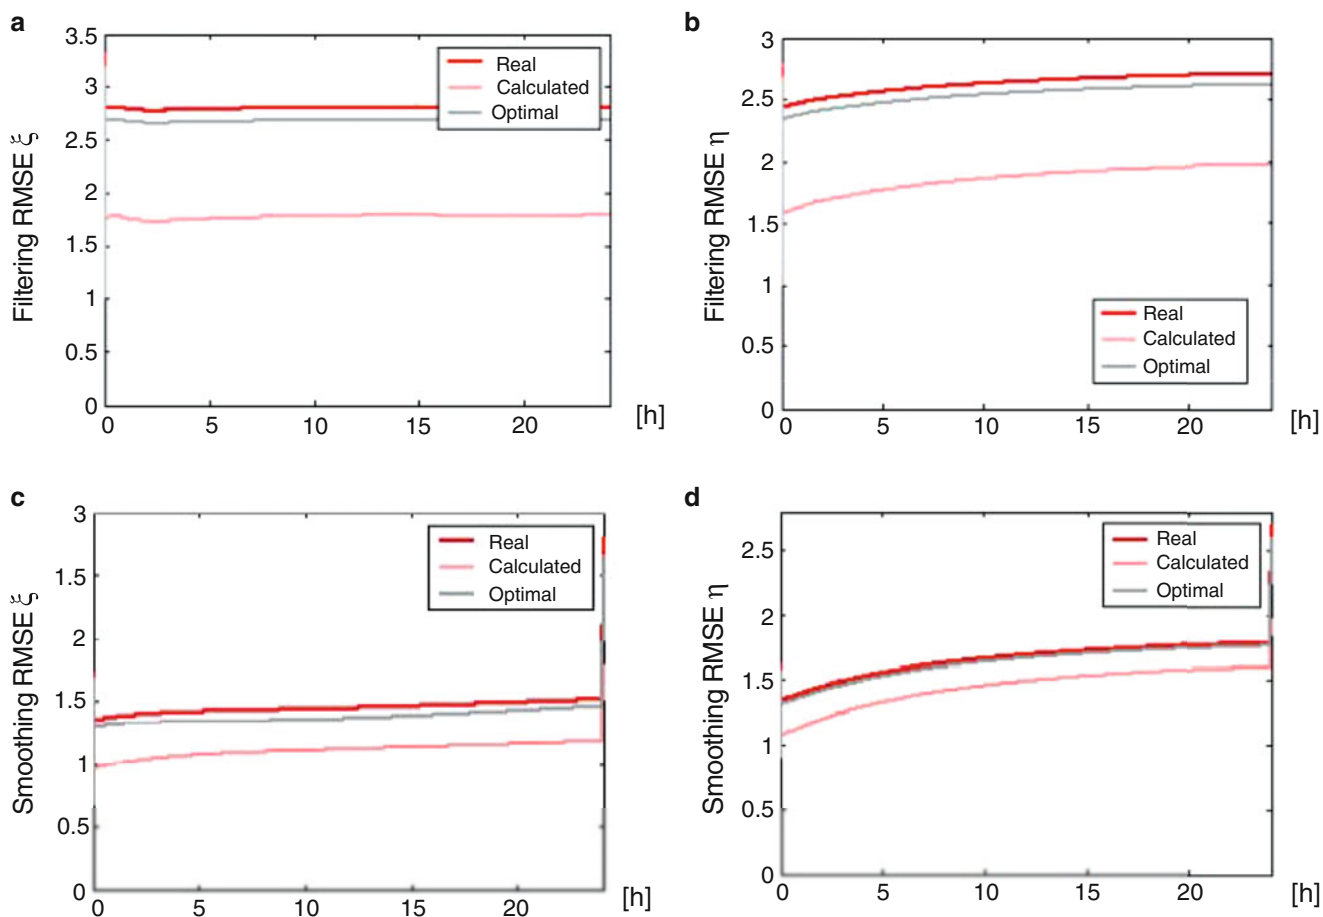 a
3.5
3
2.5
2
1.5
1
0.5
0
Filtering RMSE ξ
Real
Calculated
Optimal
0 5 10 15 20 [h]
b
3
2.5
2
1.5
1
0.5
0
Filtering RMSE η
Real
Calculated
Optimal
0 5 10 15 20 [h]
c
3
1.5
2
1.5
1
0.5
0
Smoothing RMSE ξ
Real
Calculated
Optimal
0 5 10 15 20 [h]
d
2.5
2
1.5
1
0.5
0
Smoothing RMSE η
Real
Calculated
Optimal
0 5 10 15 20 [h]